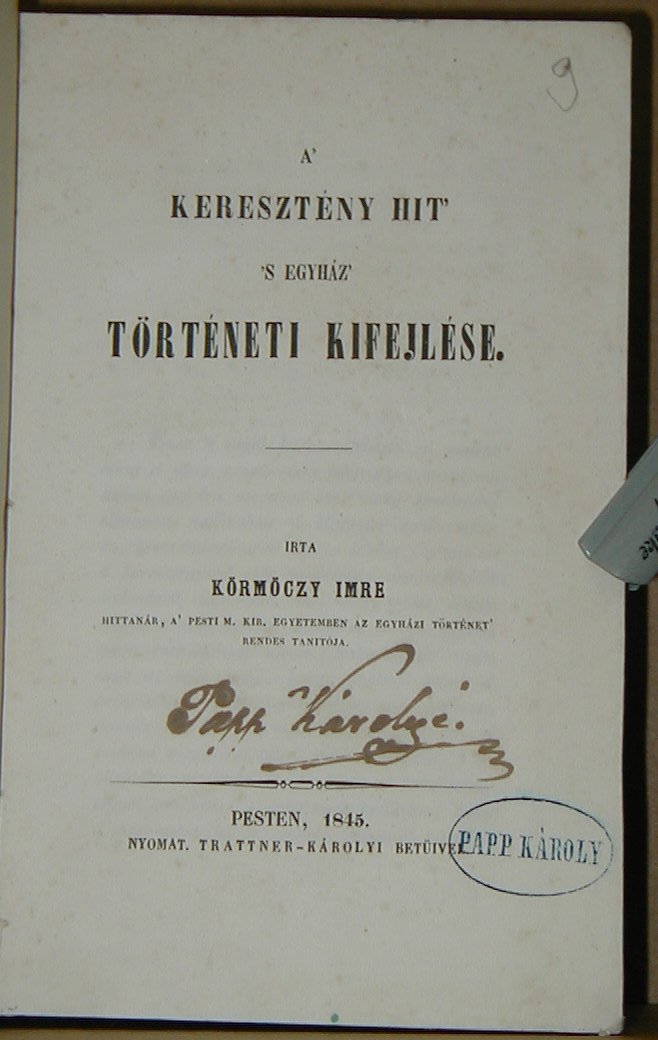 9
A'
KERESZTÉNY HIT'
'S EGYHÁZ'
TÖRTÉNETI KIFEJLÉSE.
IRTA
KÖRMÖCZY IMRE
HITTANÁR, A' PESTI M. KIR. EGYETEMBEN AZ EGYHÁZI TÖRTÉNET'
RENDES TANITÓJA.
Papp Károlyé.
PESTEN, 1845.
NYOMAT. TRATTNER-KÁROLYI BETÜIVEL.
PAPP KÁROLY